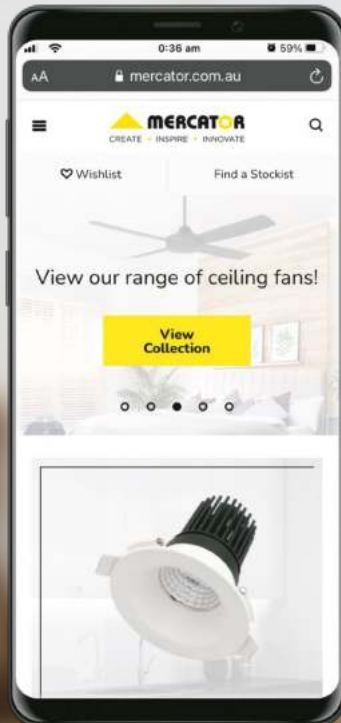 0:36 am
59%
AA
mercator.com.au
MERCATOR
CREATE • INSPIRE • INNOVATE
Wishlist
Find a Stockist
View our range of ceiling fans!
View
Collection